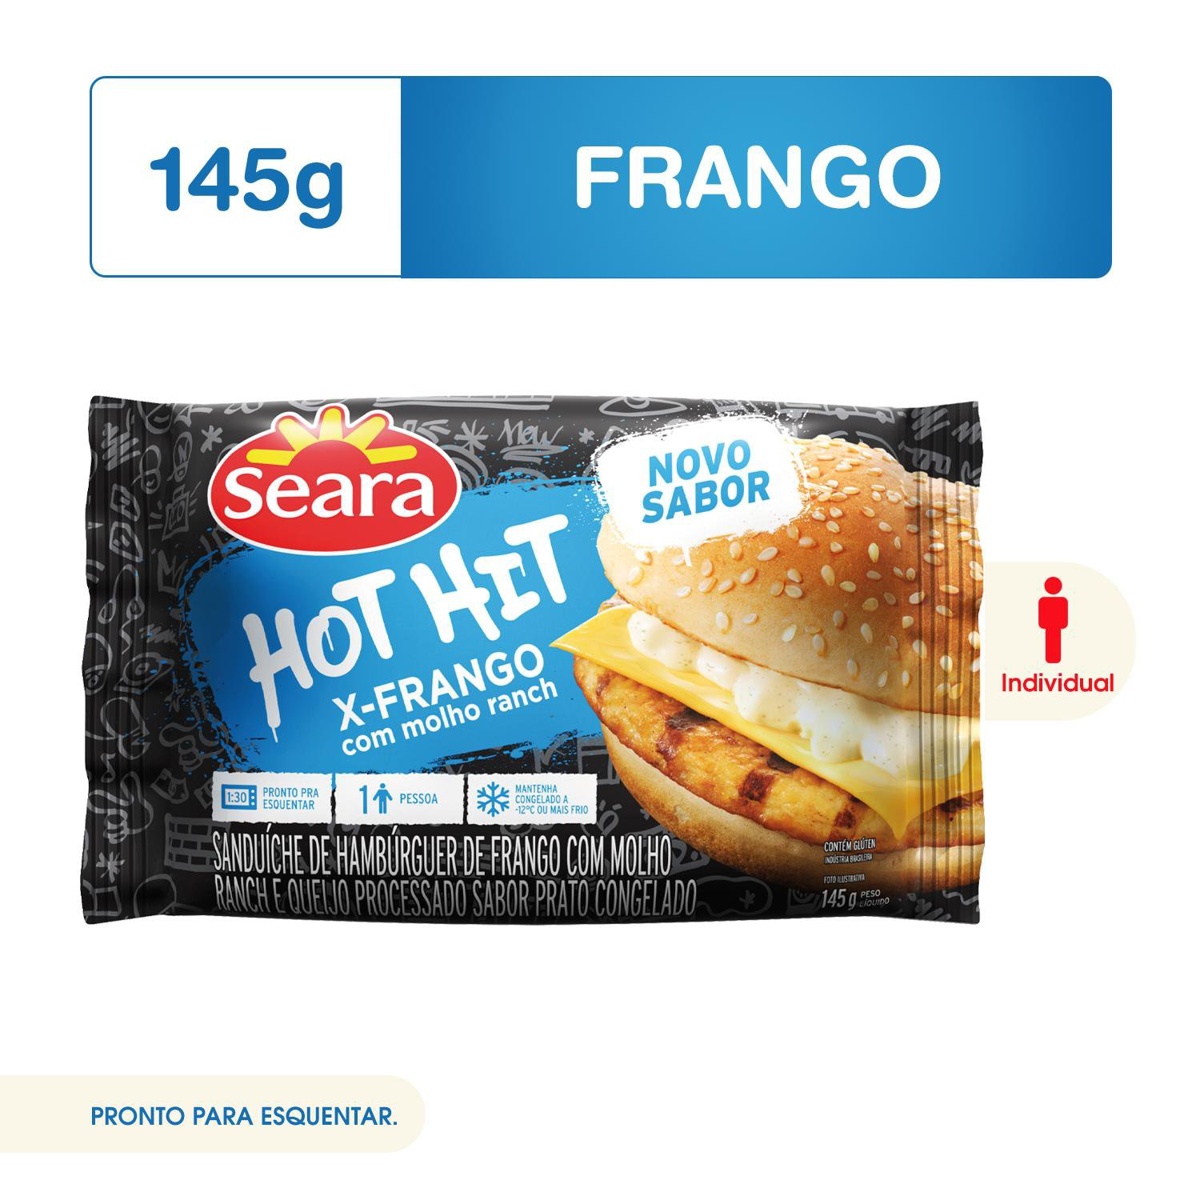 145g
FRANGO
Seara
NOVO
SABOR
HOT HIT
X-FRANGO
com molho ranch
Individual
1:30
PRONTO PRA
ESQUENTAR
1
PESSOA
MANTENHA
CONGELADO A
-12°C OU MAIS FRIO
SANDUÍCHE DE HAMBÚRGUER DE FRANGO COM MOLHO
RANCH E QUEIJO PROCESSADO SABOR PRATO CONGELADO
CONTÉM GLÚTEN
INDÚSTRIA BRASILEIRA
FOTO ILUSTRATIVA
145g PESO
LÍQUIDO
PRONTO PARA ESQUENTAR.